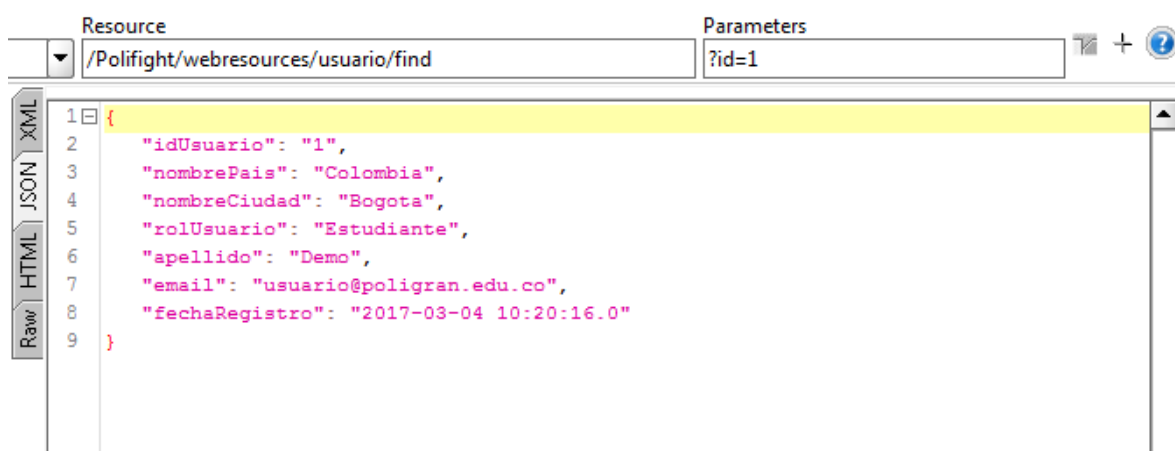 Resource Parameters
/Polifight/webresources/usuario/find ?id=1
XML
JSON
HTML
Raw
1 {
2 "idUsuario": "1",
3 "nombrePais": "Colombia",
4 "nombreCiudad": "Bogota",
5 "rolUsuario": "Estudiante",
6 "apellido": "Demo",
7 "email": "usuario@poligran.edu.co",
8 "fechaRegistro": "2017-03-04 10:20:16.0"
9 }